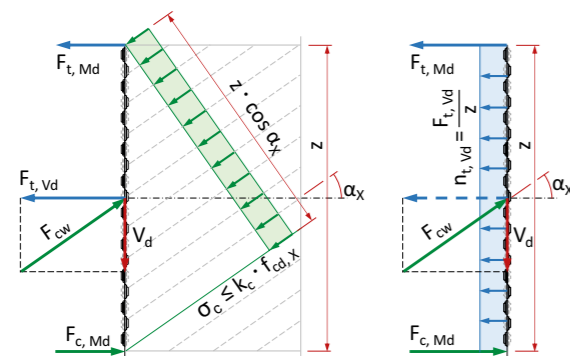 F_t, Md
z · cos α_X
z
F_t, Vd
α_X
F_cw
V_d
σ_c ≤ k_c · f_cd, X
F_c, Md
F_t, Md
n_t, Vd = F_t, Vd / z
z
α_X
F_cw
V_d
F_c, Md